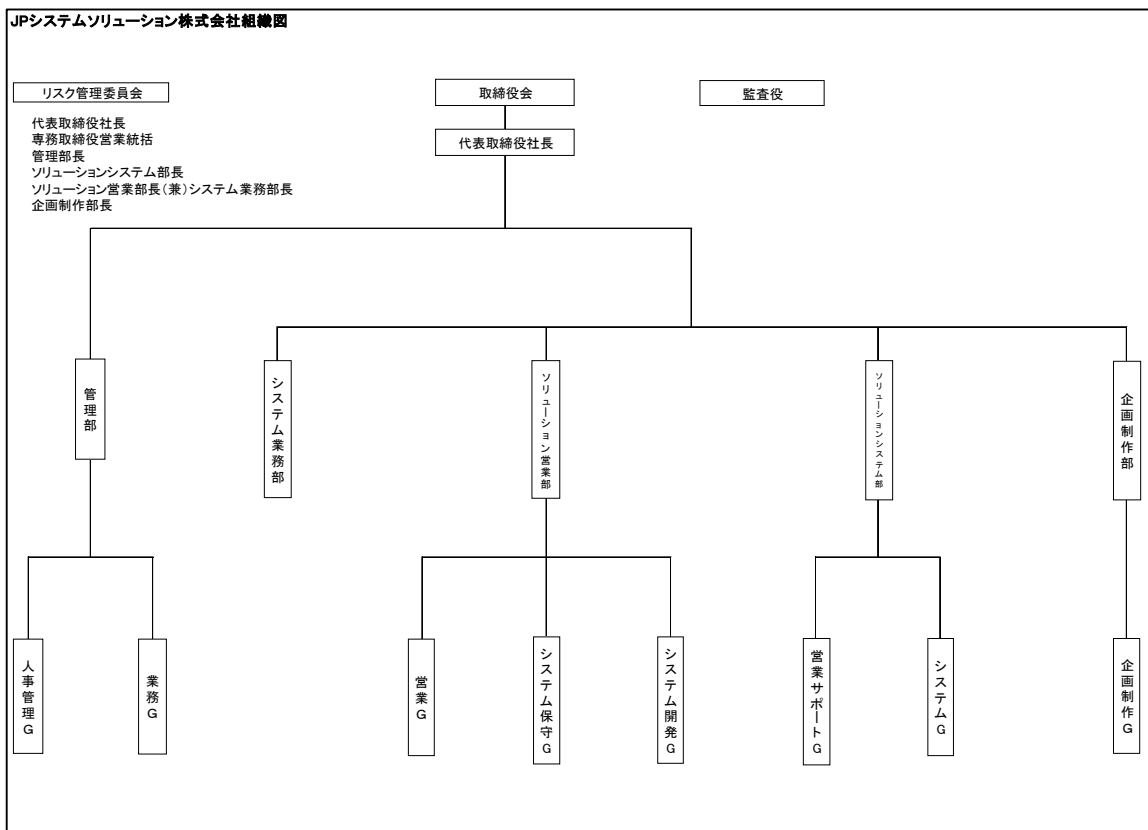 JPシステムソリューション株式会社組織図
リスク管理委員会
取締役会
監査役
代表取締役社長
専務取締役営業統括
管理部長
ソリューションシステム部長
ソリューション営業部長(兼)システム業務部長
企画制作部長
代表取締役社長
管理部
システム業務部
ソリューション営業部
ソリューションシステム部
企画制作部
人事管理G
業務G
営業G
システム保守G
システム開発G
営業サポートG
システムG
企画制作G